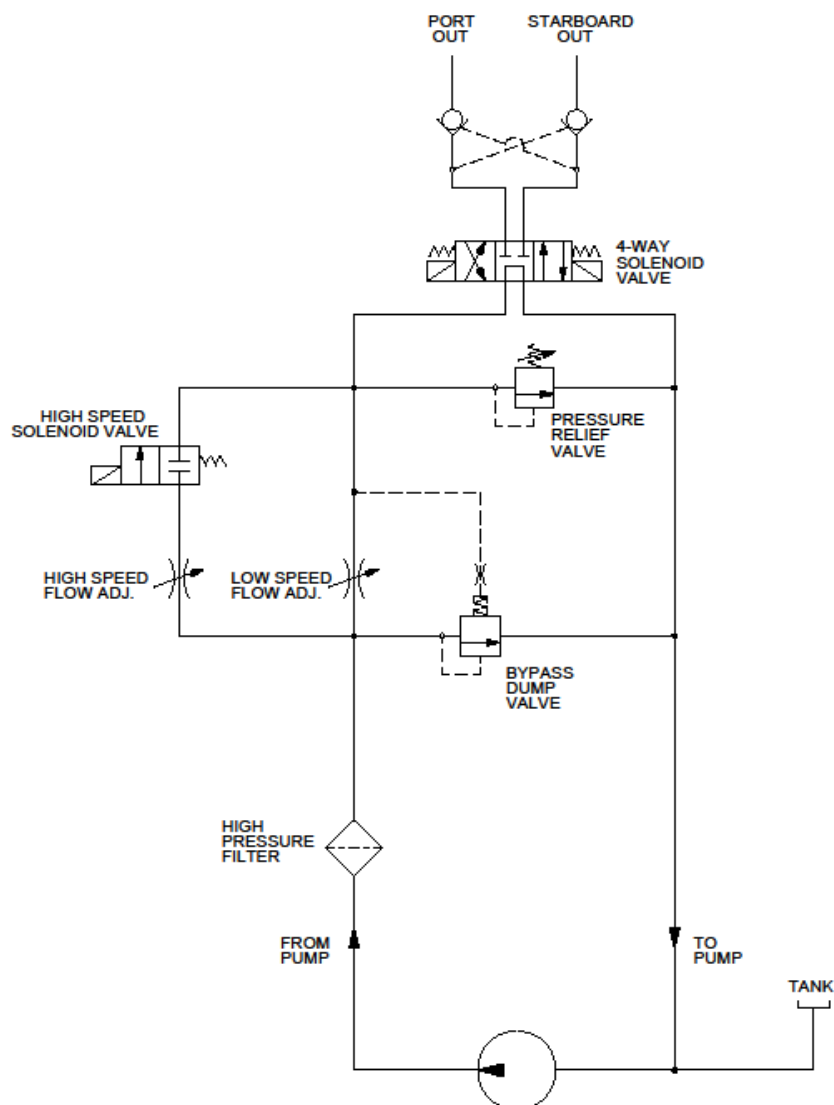 PORT
OUT
STARBOARD
OUT
4-WAY
SOLENOID
VALVE
HIGH SPEED
SOLENOID VALVE
PRESSURE
RELIEF
VALVE
HIGH SPEED
FLOW ADJ.
LOW SPEED
FLOW ADJ.
BYPASS
DUMP
VALVE
HIGH
PRESSURE
FILTER
FROM
PUMP
TO
PUMP
TANK